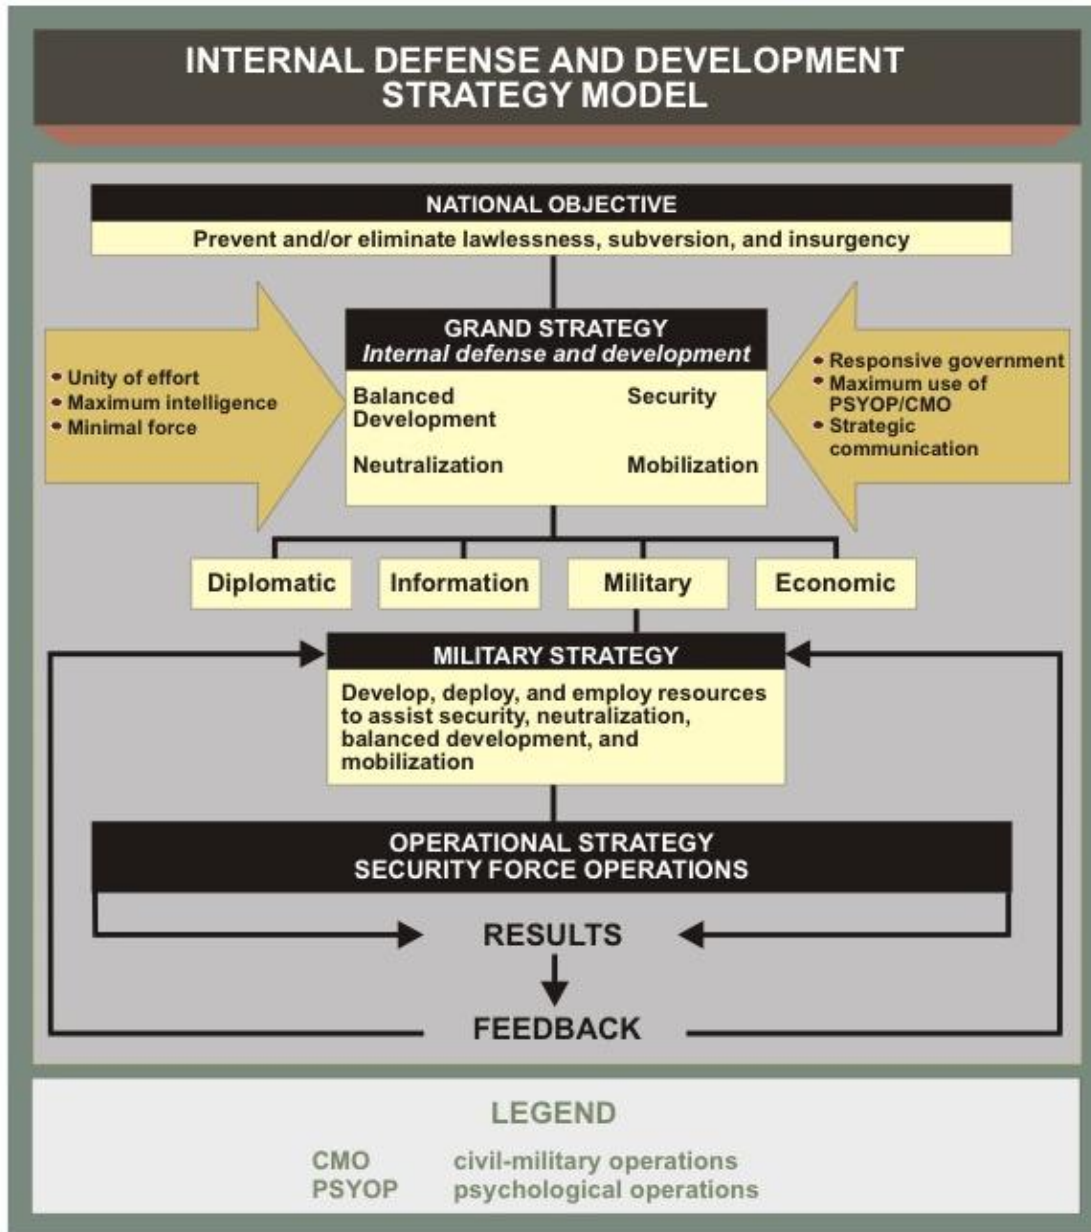 INTERNAL DEFENSE AND DEVELOPMENT
STRATEGY MODEL
NATIONAL OBJECTIVE
Prevent and/or eliminate lawlessness, subversion, and insurgency
GRAND STRATEGY
Internal defense and development
Balanced
Development
Security
Neutralization
Mobilization
• Unity of effort
• Maximum intelligence
• Minimal force
• Responsive government
• Maximum use of
PSYOP/CMO
• Strategic
communication
Diplomatic
Information
Military
Economic
MILITARY STRATEGY
Develop, deploy, and employ resources
to assist security, neutralization,
balanced development, and
mobilization
OPERATIONAL STRATEGY
SECURITY FORCE OPERATIONS
RESULTS
FEEDBACK
LEGEND
CMO civil-military operations
PSYOP psychological operations